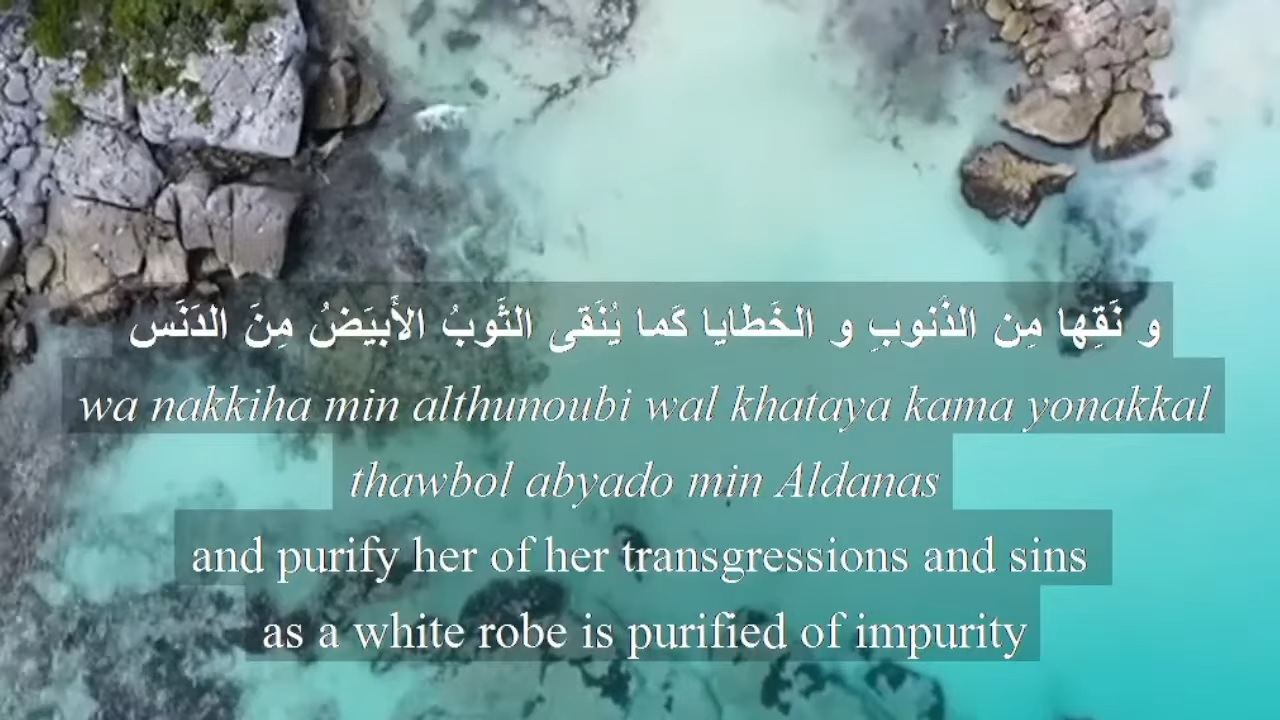 و نَقِها مِن الذَنوبِ و الخَطايا كَما يُنَقى الثَّوبُ الأَبيَضُ مِنَ الدَنَس
wa nakkiha min althunoubi wal khataya kama yonakkal
thawbol abyado min Aldanas
and purify her of her transgressions and sins
as a white robe is purified of impurity